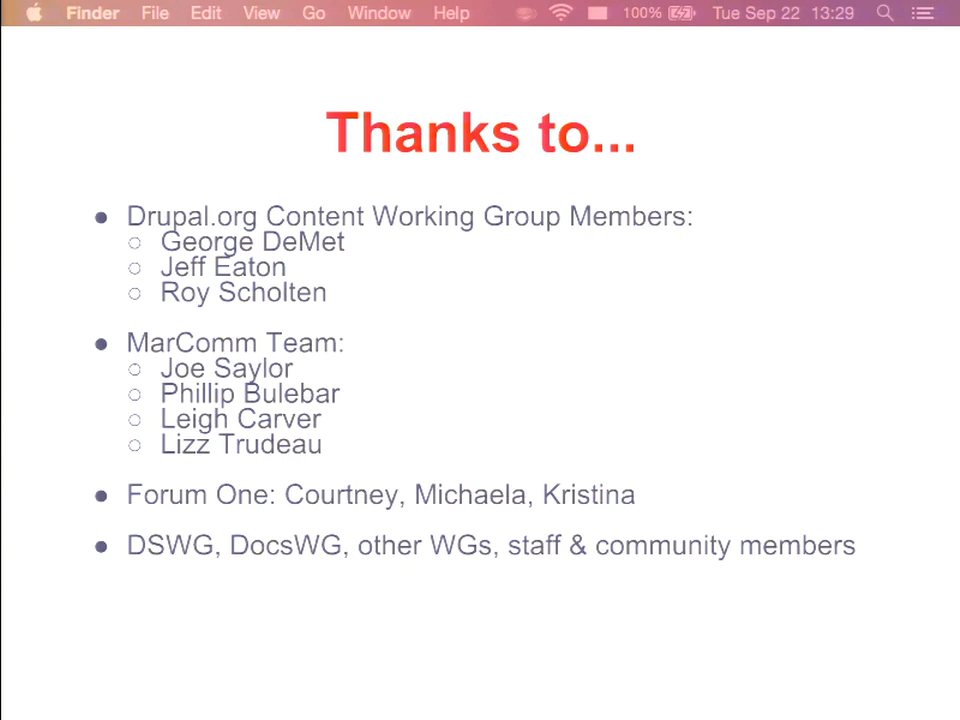 Finder File Edit View Go Window Help 100% Tue Sep 22 13:29
Thanks to...
● Drupal.org Content Working Group Members:
○ George DeMet
○ Jeff Eaton
○ Roy Scholten
● MarComm Team:
○ Joe Saylor
○ Phillip Bulebar
○ Leigh Carver
○ Lizz Trudeau
● Forum One: Courtney, Michaela, Kristina
● DSWG, DocsWG, other WGs, staff & community members